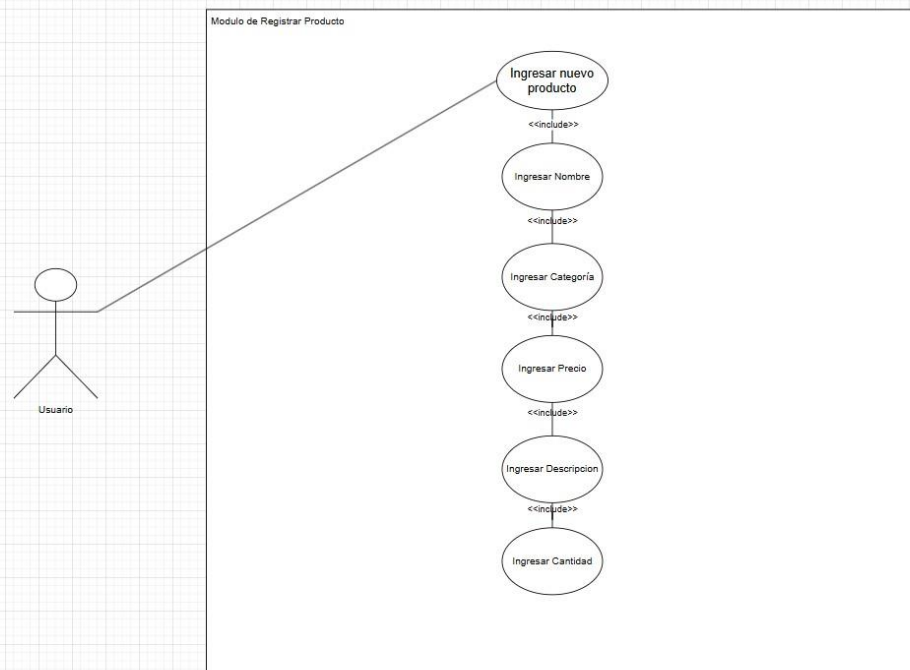 Modulo de Registrar Producto
Ingresar nuevo
producto
<<include>>
Ingresar Nombre
<<include>>
Ingresar Categoría
<<include>>
Ingresar Precio
<<include>>
Ingresar Descripcion
<<include>>
Ingresar Cantidad
Usuario